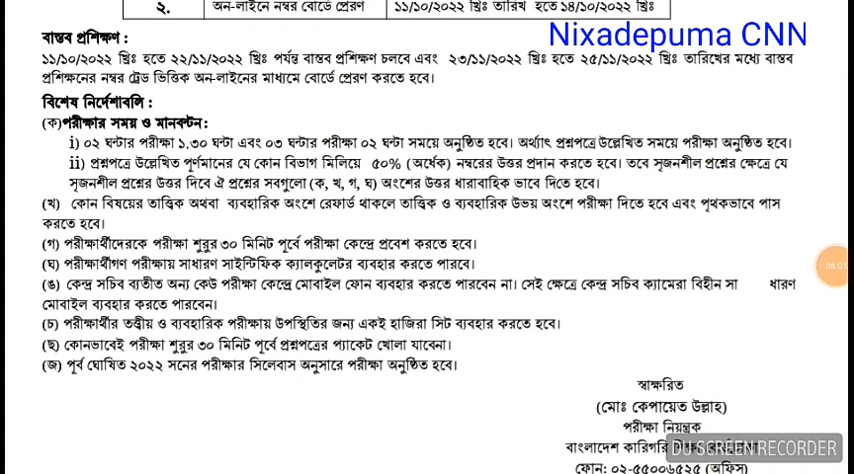 ২. অন-লাইনে নম্বর বোর্ডে প্রেরণ ১১/১০/২০২২ খ্রিঃ তারিখ হতে ১৪/১০/২০২২ খ্রিঃ
Nixadepuma CNN
বাস্তব প্রশিক্ষণ :
১১/১০/২০২২ খ্রিঃ হতে ২২/১১/২০২২ খ্রিঃ পর্যন্ত বাস্তব প্রশিক্ষণ চলবে এবং ২৩/১১/২০২২ খ্রিঃ হতে ২৫/১১/২০২২ খ্রিঃ তারিখের মধ্যে বাস্তব
প্রশিক্ষনের নম্বর ট্রেড ভিত্তিক অন-লাইনের মাধ্যমে বোর্ডে প্রেরণ করতে হবে।
বিশেষ নির্দেশাবলি :
(ক)পরীক্ষার সময় ও মানবন্টন:
i) ০২ ঘন্টার পরীক্ষা ১.৩০ ঘন্টা এবং ০৩ ঘন্টার পরীক্ষা ০২ ঘন্টা সময়ে অনুষ্ঠিত হবে। অর্থ্যাৎ প্রশ্নপত্রে উল্লেখিত সময়ে পরীক্ষা অনুষ্ঠিত হবে।
ii) প্রশ্নপত্রে উল্লেখিত পূর্ণমানের যে কোন বিভাগ মিলিয়ে ৫০% (অর্ধেক) নম্বরের উত্তর প্রদান করতে হবে। তবে সৃজনশীল প্রশ্নের ক্ষেত্রে যে
সৃজনশীল প্রশ্নের উত্তর দিবে ঐ প্রশ্নের সবগুলো (ক, খ, গ, ঘ) অংশের উত্তর ধারাবাহিক ভাবে দিতে হবে।
(খ) কোন বিষয়ের তাত্ত্বিক অথবা ব্যবহারিক অংশে রেফার্ড থাকলে তাত্ত্বিক ও ব্যবহারিক উভয় অংশে পরীক্ষা দিতে হবে এবং পৃথকভাবে পাস
করতে হবে।
(গ) পরীক্ষার্থীদেরকে পরীক্ষা শুরুর ৩০ মিনিট পূর্বে পরীক্ষা কেন্দ্রে প্রবেশ করতে হবে।
(ঘ) পরীক্ষার্থীগণ পরীক্ষায় সাধারণ সাইন্টিফিক ক্যালকুলেটর ব্যবহার করতে পারবে।
(ঙ) কেন্দ্র সচিব ব্যতীত অন্য কেউ পরীক্ষা কেন্দ্রে মোবাইল ফোন ব্যবহার করতে পারবেন না। সেই ক্ষেত্রে কেন্দ্র সচিব ক্যামেরা বিহীন সা ধারণ
মোবাইল ব্যবহার করতে পারবেন।
(চ) পরীক্ষার্থীর তত্ত্বীয় ও ব্যবহারিক পরীক্ষায় উপস্থিতির জন্য একই হাজিরা সিট ব্যবহার করতে হবে।
(ছ) কোনভাবেই পরীক্ষা শুরুর ৩০ মিনিট পূর্বে প্রশ্নপত্রের প্যাকেট খোলা যাবেনা।
(জ) পূর্ব ঘোষিত ২০২২ সনের পরীক্ষার সিলেবাস অনুসারে পরীক্ষা অনুষ্ঠিত হবে।
স্বাক্ষরিত
(মোঃ কেপায়েত উল্লাহ)
পরীক্ষা নিয়ন্ত্রক
বাংলাদেশ কারিগরি
DU SCREEN RECORDER
ফোন: ০২-৫৫০০৬৫২৫ (অফিস)